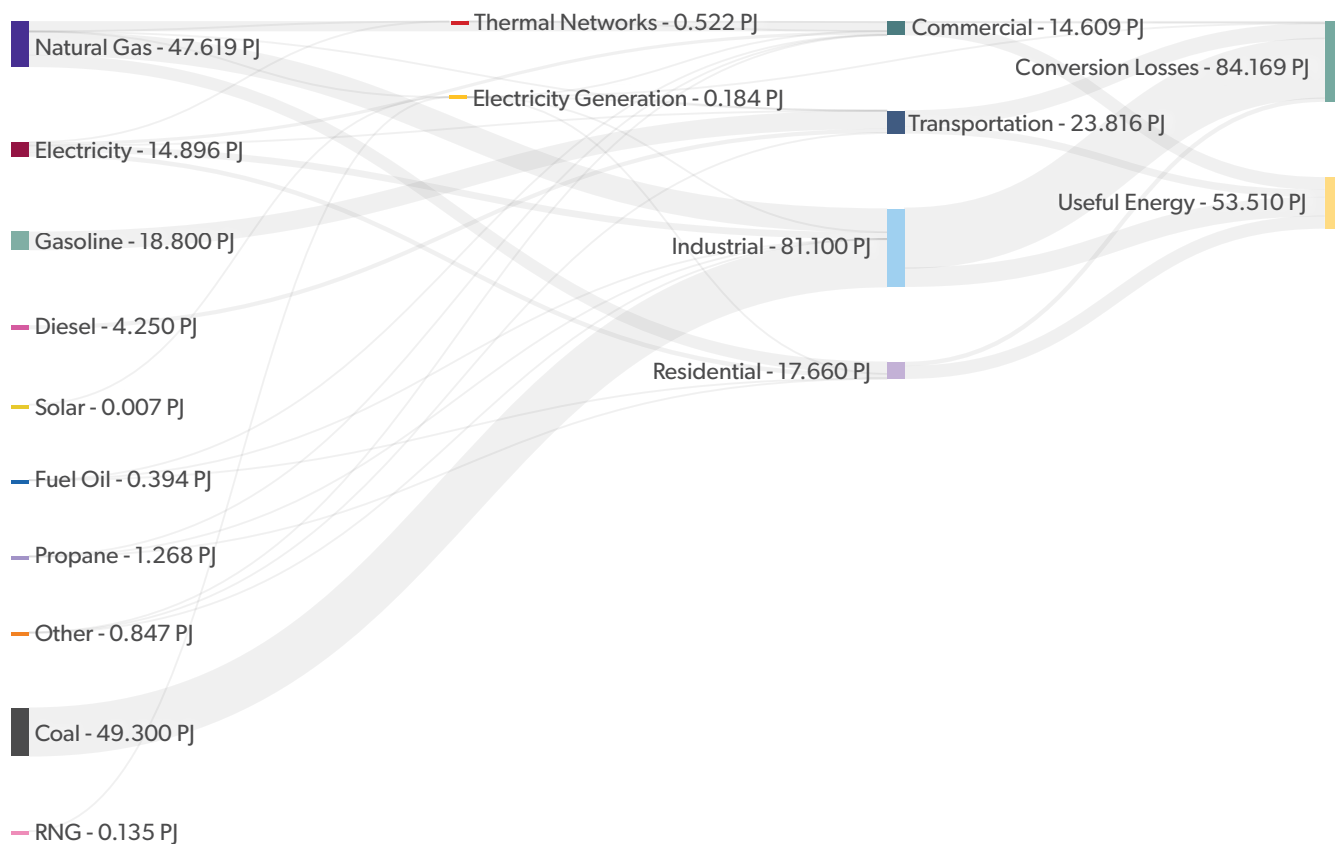 Natural Gas - 47.619 PJ
Electricity - 14.896 PJ
Gasoline - 18.800 PJ
Diesel - 4.250 PJ
Solar - 0.007 PJ
Fuel Oil - 0.394 PJ
Propane - 1.268 PJ
Other - 0.847 PJ
Coal - 49.300 PJ
RNG - 0.135 PJ
Thermal Networks - 0.522 PJ
Electricity Generation - 0.184 PJ
Commercial - 14.609 PJ
Transportation - 23.816 PJ
Industrial - 81.100 PJ
Residential - 17.660 PJ
Conversion Losses - 84.169 PJ
Useful Energy - 53.510 PJ